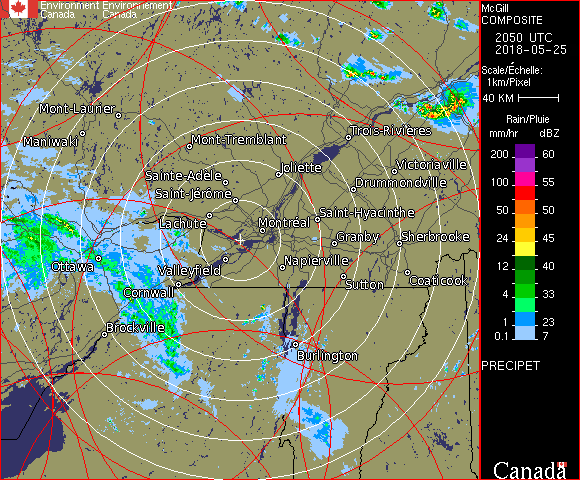 Environment Environnement
Canada Canada
McGill
COMPOSITE
2050 UTC
2018-05-25
Scale/Échelle:
1km/Pixel
40 KM
Rain/Pluie
mm/hr dBZ
200 60
100 55
50 50
24 45
12 40
4 33
1 23
0.1 7
PRECIPET
Canada
Mont-Laurier
Maniwaki
Mont-Tremblant
Trois-Rivières
Sainte-Adèle
Joliette
Victoriaville
Saint-Jérôme
Drummondville
Lachute
Saint-Hyacinthe
Montréal
Granby
Sherbrooke
Ottawa
Valleyfield
Napierville
Cornwall
Sutton
Coaticook
Brockville
Burlington